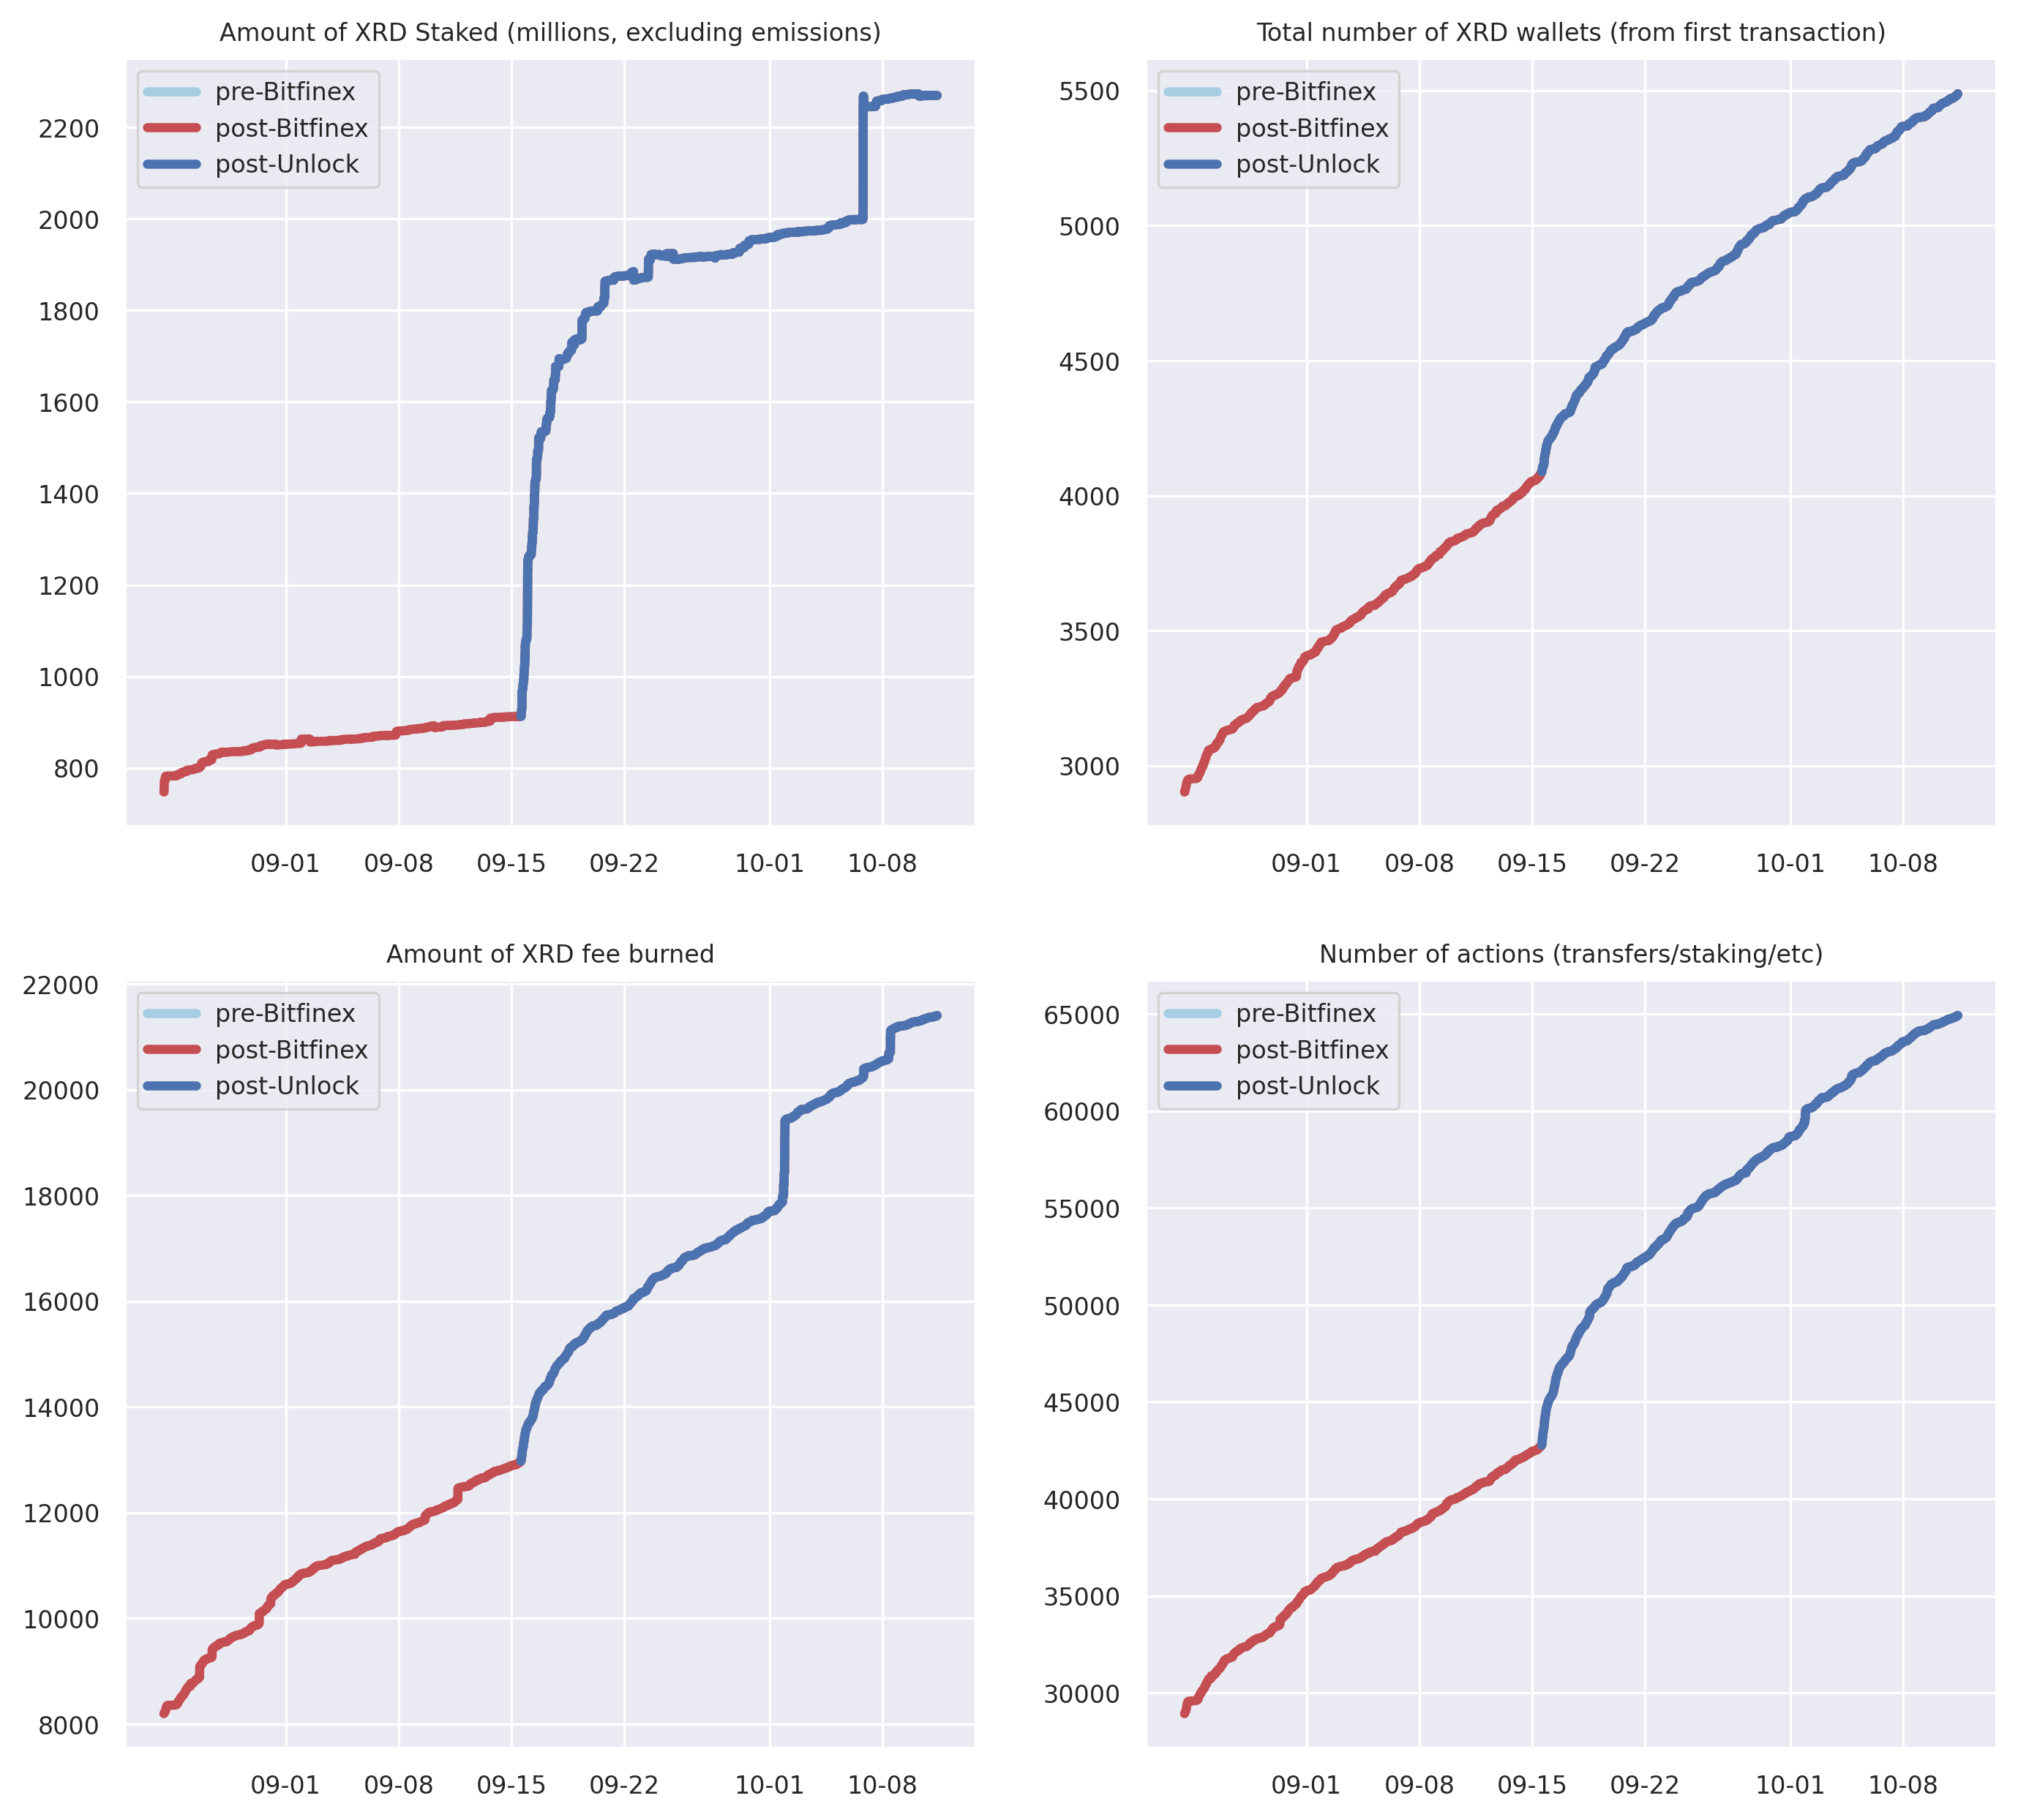 Amount of XRD Staked (millions, excluding emissions)
pre-Bitfinex
post-Bitfinex
post-Unlock
2200
2000
1800
1600
1400
1200
1000
800
09-01 09-08 09-15 09-22 10-01 10-08
Total number of XRD wallets (from first transaction)
pre-Bitfinex
post-Bitfinex
post-Unlock
5500
5000
4500
4000
3500
3000
09-01 09-08 09-15 09-22 10-01 10-08
Amount of XRD fee burned
pre-Bitfinex
post-Bitfinex
post-Unlock
22000
20000
18000
16000
14000
12000
10000
8000
09-01 09-08 09-15 09-22 10-01 10-08
Number of actions (transfers/staking/etc)
pre-Bitfinex
post-Bitfinex
post-Unlock
65000
60000
55000
50000
45000
40000
35000
30000
09-01 09-08 09-15 09-22 10-01 10-08